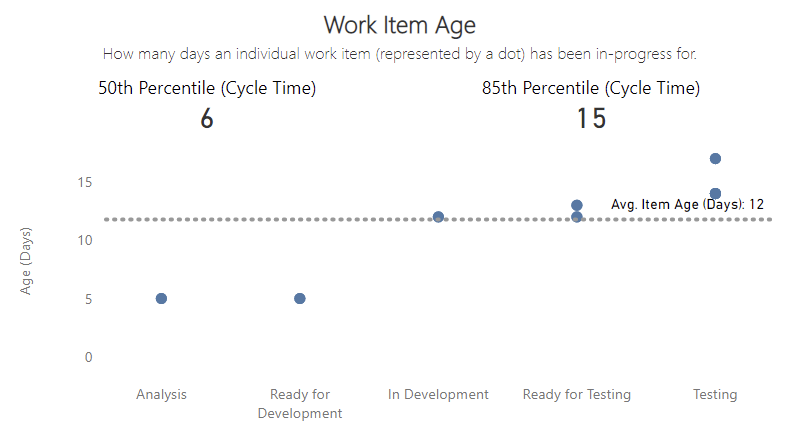 Work Item Age
How many days an individual work item (represented by a dot) has been in-progress for.
50th Percentile (Cycle Time)
6
85th Percentile (Cycle Time)
15
Age (Days)
15
10
5
0
Avg. Item Age (Days): 12
Analysis
Ready for
Development
In Development
Ready for Testing
Testing